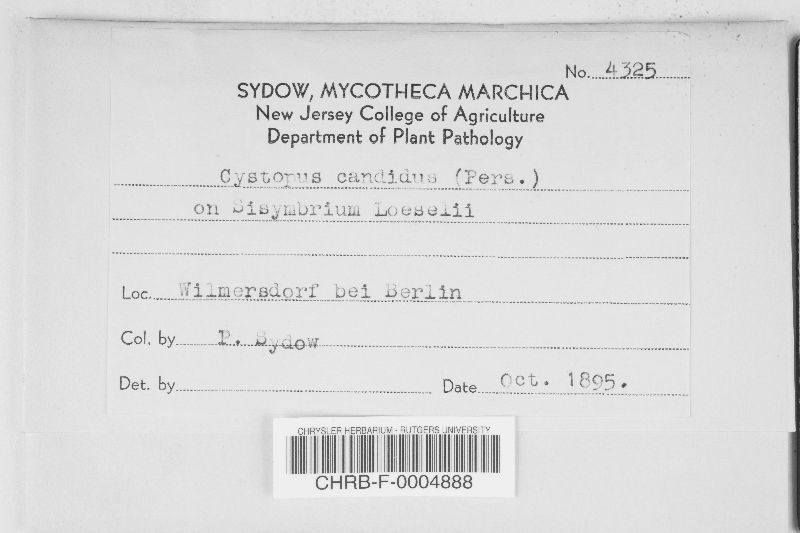 No. 4325
SYDOW, MYCOTHECA MARCHICA
New Jersey College of Agriculture
Department of Plant Pathology
Cystopus candidus (Pers.)
on Sisymbrium Loeselii
Loc. Wilmersdorf bei Berlin
Col. by P. Sydow
Det. by
Date Oct. 1895.
CHRYSLER HERBARIUM - RUTGERS UNIVERSITY
CHRB-F-0004888